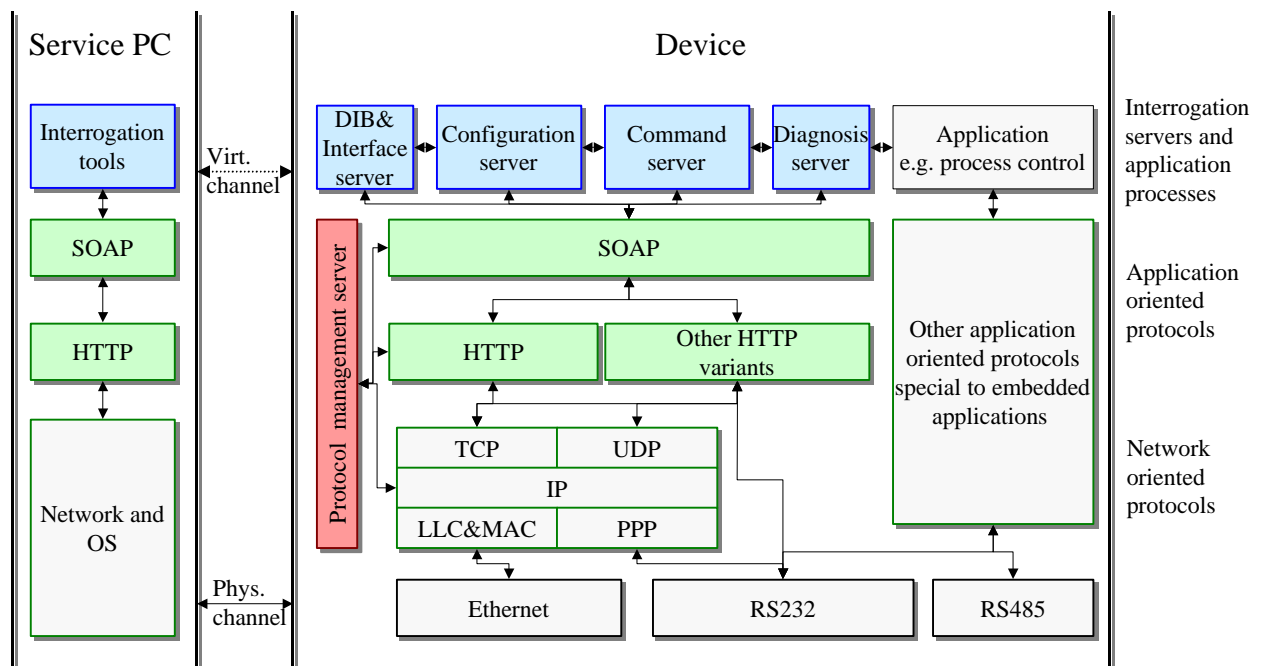 Service PC
Device
Interrogation
tools
Virt.
channel
DIB&
Interface
server
Configuration
server
Command
server
Diagnosis
server
Application
e.g. process control
Interrogation
servers and
application
processes
SOAP
Protocol management server
SOAP
Application
oriented
protocols
HTTP
HTTP
Other HTTP
variants
Other application
oriented protocols
special to embedded
applications
TCP
UDP
IP
LLC&MAC
PPP
Network
oriented
protocols
Network and
OS
Phys.
channel
Ethernet
RS232
RS485